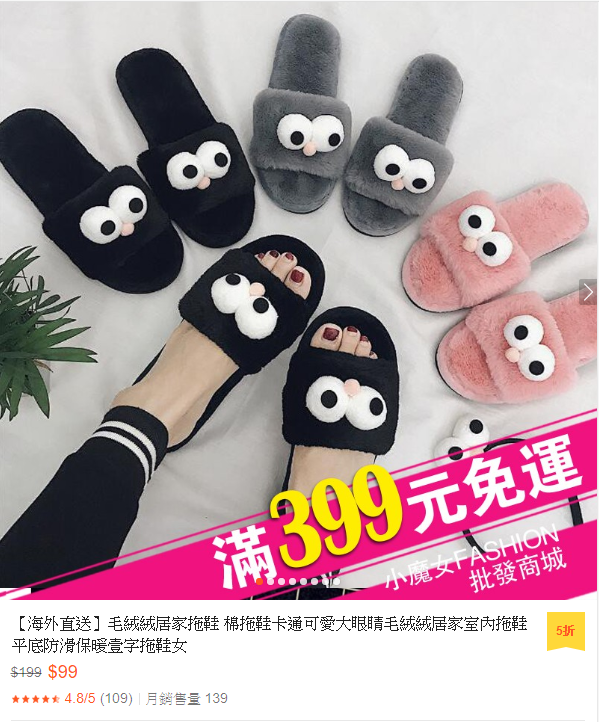 滿399元免運
小魔女FASHION
批發商城
【海外直送】毛絨絨居家拖鞋 棉拖鞋卡通可愛大眼睛毛絨絨居家室內拖鞋
平底防滑保暖壹字拖鞋女
5折
$199 $99
4.8/5 (109) 月銷售量 139